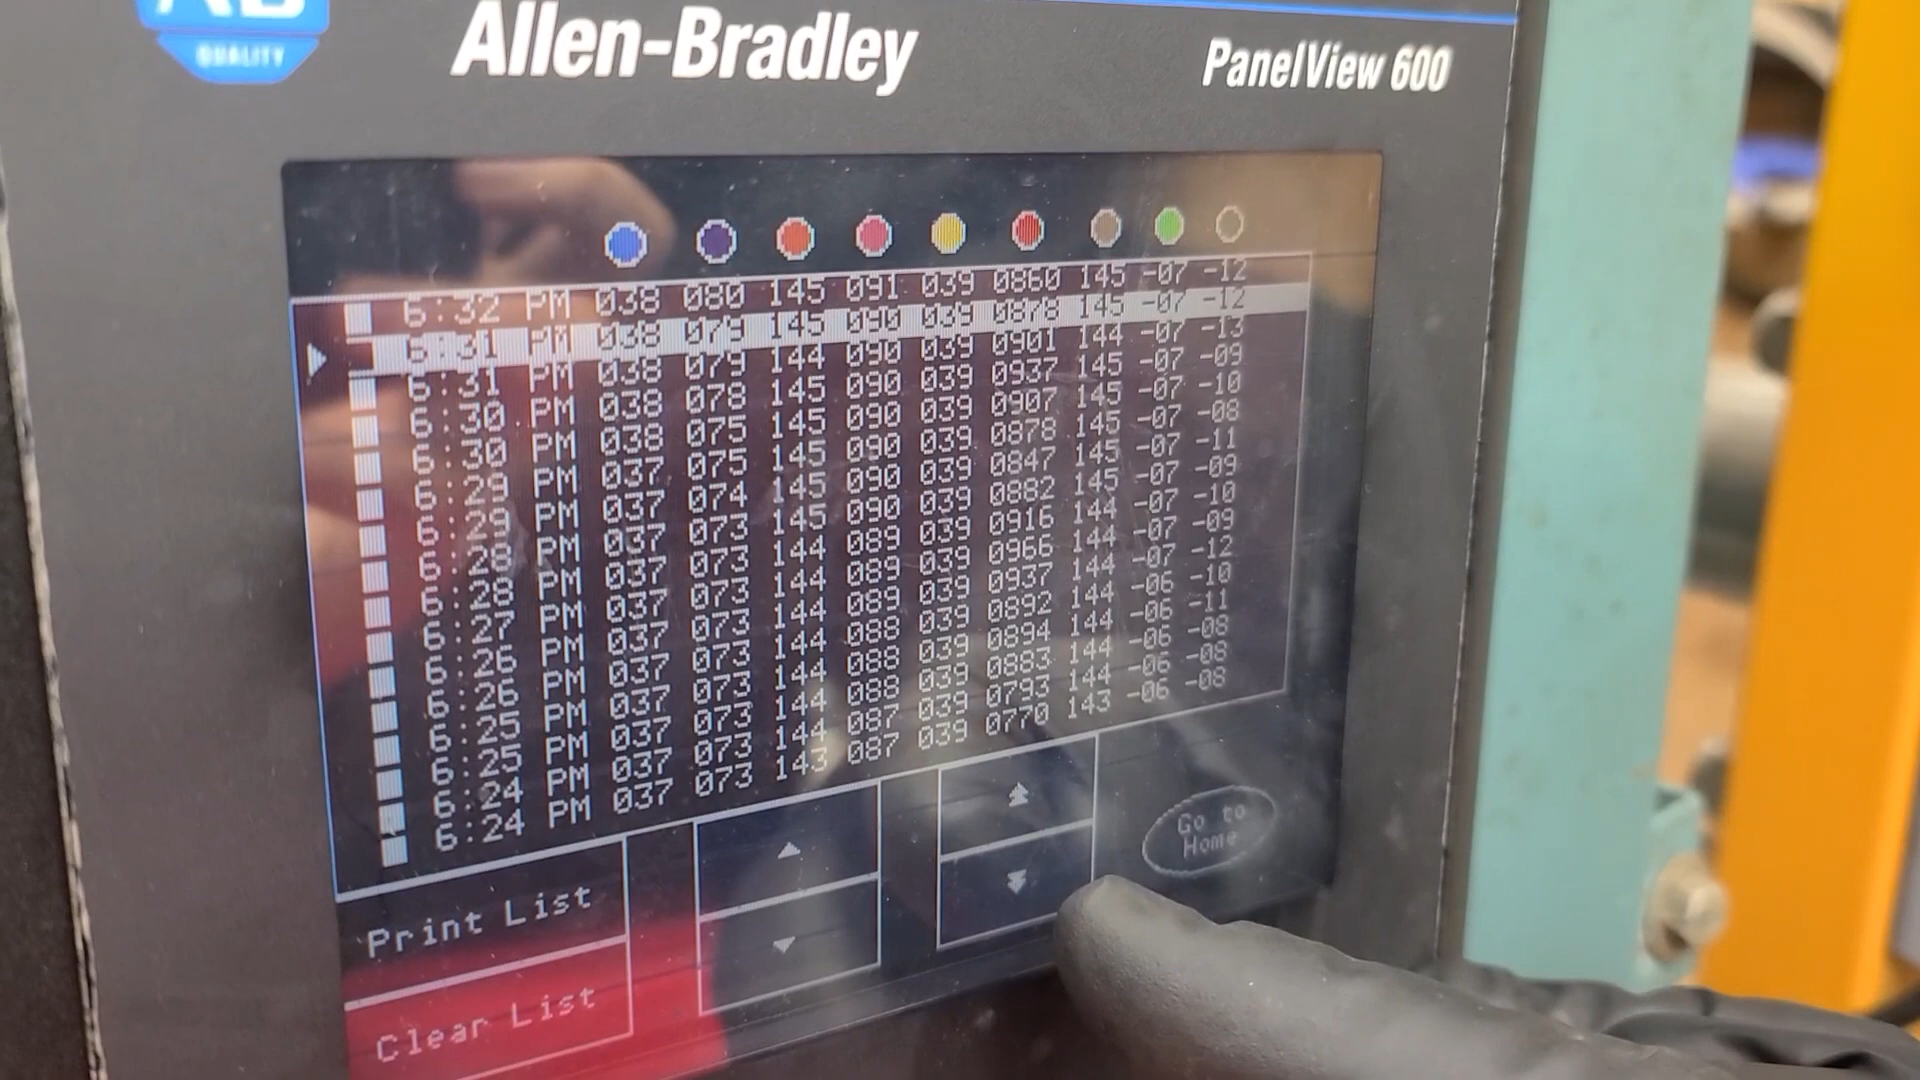 AB
QUALITY
Allen-Bradley
PanelView 600
6:32 PM 038 080 145 091 039 0860 145 -07 -12
6:31 PM 038 079 145 090 039 0878 145 -07 -12
6:31 PM 038 079 144 090 039 0901 144 -07 -13
6:30 PM 038 078 145 090 039 0937 145 -07 -09
6:30 PM 038 075 145 090 039 0907 145 -07 -10
6:29 PM 037 075 145 090 039 0878 145 -07 -08
6:29 PM 037 074 145 090 039 0847 145 -07 -11
6:28 PM 037 073 145 090 039 0882 145 -07 -09
6:28 PM 037 073 144 089 039 0916 144 -07 -10
6:27 PM 037 073 144 089 039 0966 144 -07 -09
6:26 PM 037 073 144 089 039 0937 144 -07 -12
6:26 PM 037 073 144 088 039 0892 144 -06 -10
6:25 PM 037 073 144 088 039 0894 144 -06 -11
6:25 PM 037 073 144 088 039 0883 144 -06 -08
6:24 PM 037 073 144 087 039 0793 144 -06 -08
6:24 PM 037 073 143 087 039 0770 143 -06 -08
Print List
Clear List
Go to
Home